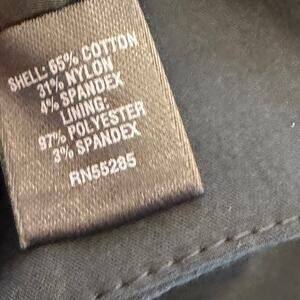 SHELL: 65% COTTON
31% NYLON
4% SPANDEX
LINING:
97% POLYESTER
3% SPANDEX
RN55285